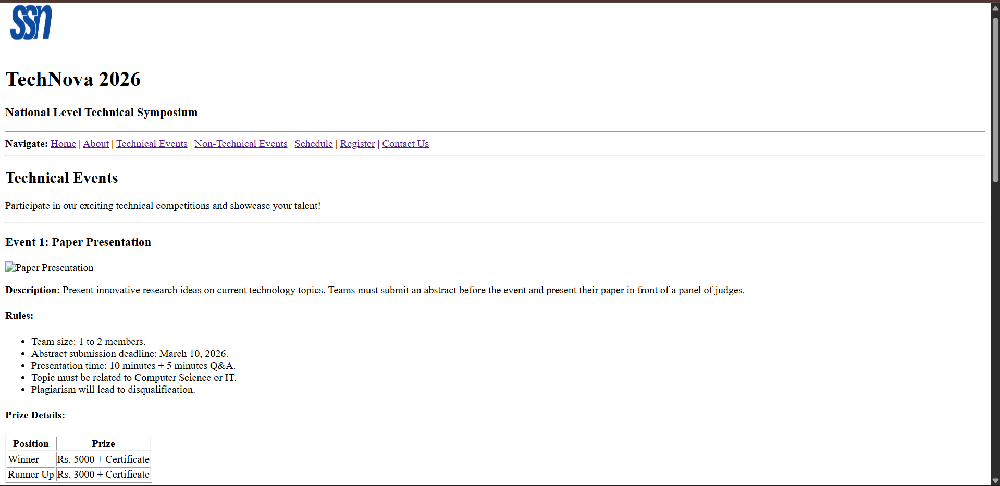 ssn
TechNova 2026
National Level Technical Symposium
Navigate: Home | About | Technical Events | Non-Technical Events | Schedule | Register | Contact Us
Technical Events
Participate in our exciting technical competitions and showcase your talent!
Event 1: Paper Presentation
Paper Presentation
Description: Present innovative research ideas on current technology topics. Teams must submit an abstract before the event and present their paper in front of a panel of judges.
Rules:
• Team size: 1 to 2 members.
• Abstract submission deadline: March 10, 2026.
• Presentation time: 10 minutes + 5 minutes Q&A.
• Topic must be related to Computer Science or IT.
• Plagiarism will lead to disqualification.
Prize Details:
Position Prize
Winner Rs. 5000 + Certificate
Runner Up Rs. 3000 + Certificate